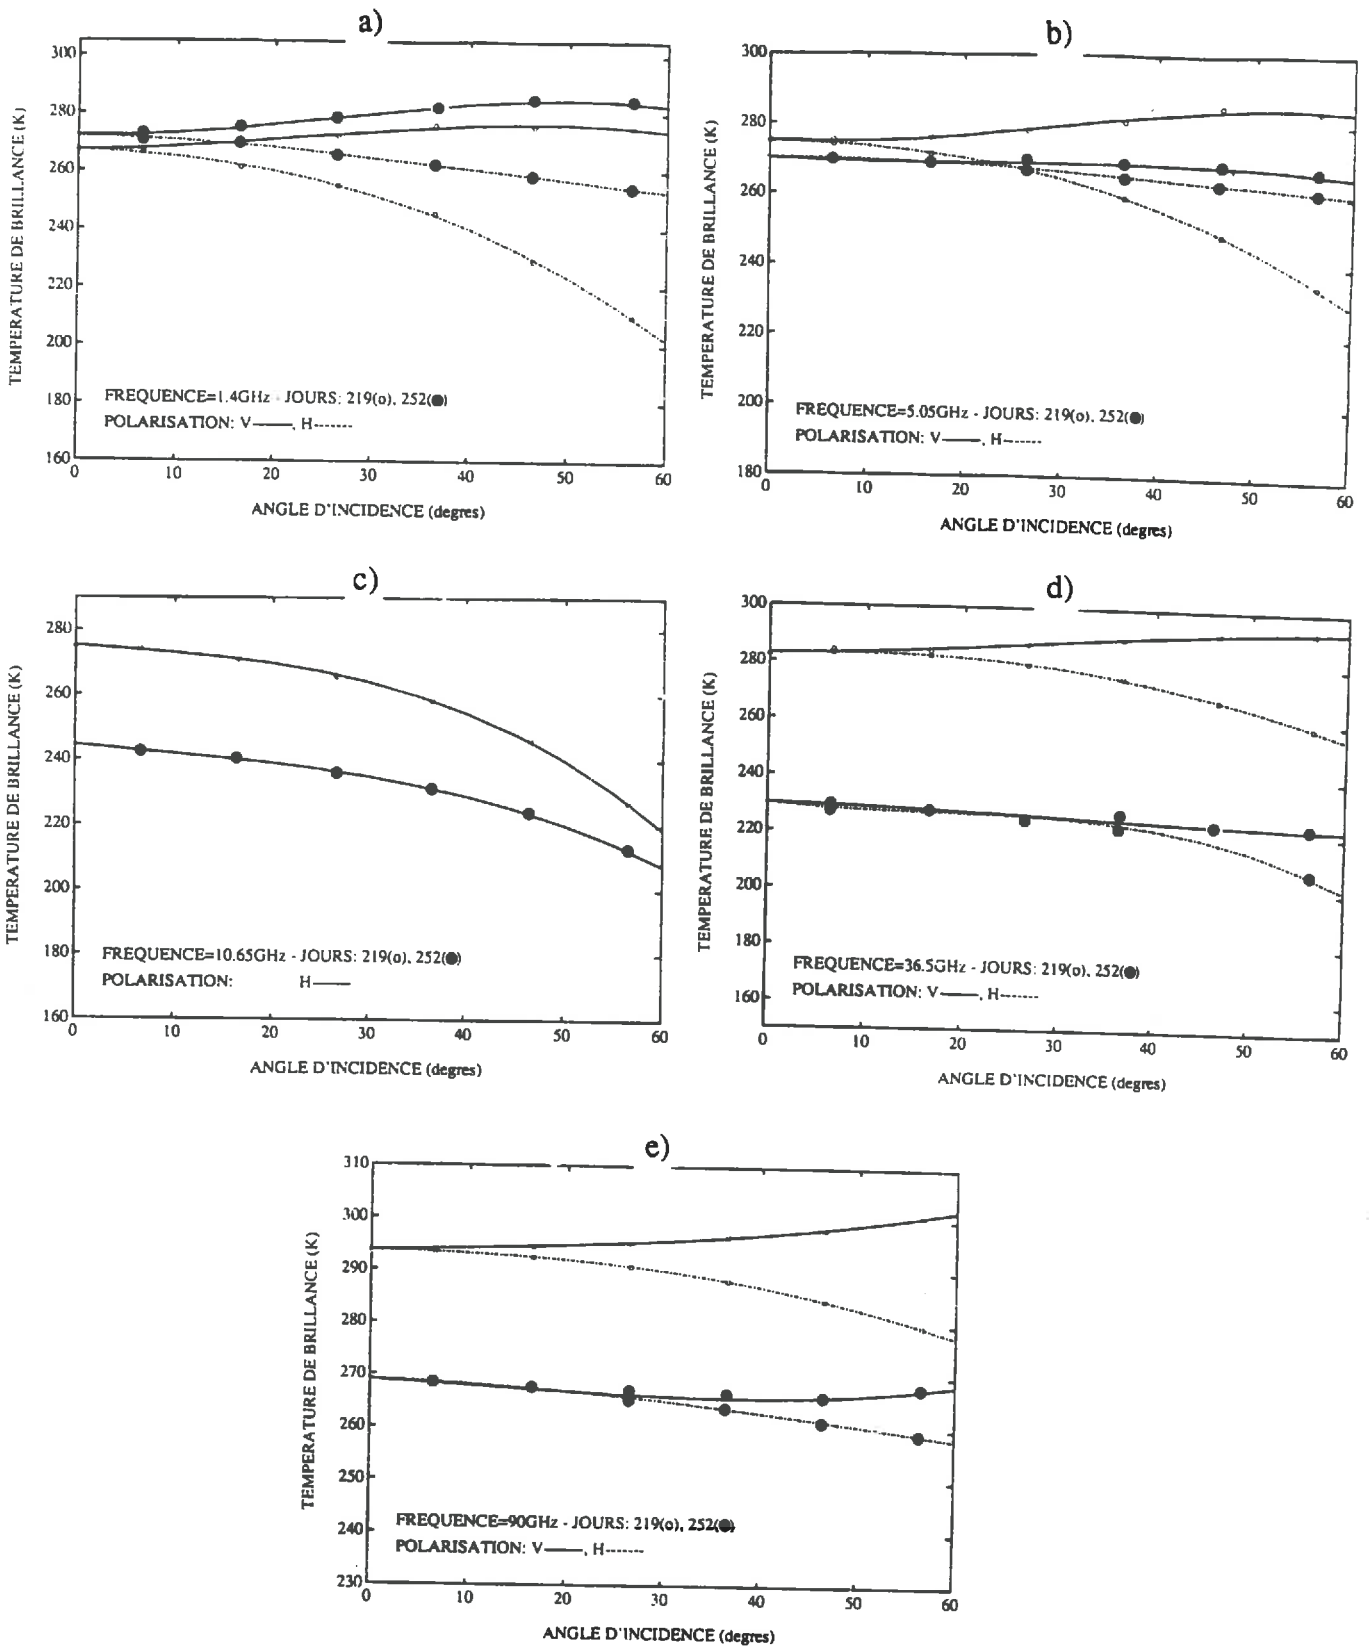 a)
300
280
260
240
220
200
180
160
TEMPERATURE DE BRILLANCE (K)
FREQUENCE=1.4GHz - JOURS: 219(o), 252(●)
POLARISATION: V——, H-------
0 10 20 30 40 50 60
ANGLE D'INCIDENCE (degres)
b)
300
280
260
240
220
200
180
TEMPERATURE DE BRILLANCE (K)
FREQUENCE=5.05GHz - JOURS: 219(o), 252(●)
POLARISATION: V——, H-------
0 10 20 30 40 50 60
ANGLE D'INCIDENCE (degres)
c)
280
260
240
220
200
180
160
TEMPERATURE DE BRILLANCE (K)
FREQUENCE=10.65GHz - JOURS: 219(o), 252(●)
POLARISATION: H——
0 10 20 30 40 50 60
ANGLE D'INCIDENCE (degres)
d)
300
280
260
240
220
200
180
160
TEMPERATURE DE BRILLANCE (K)
FREQUENCE=36.5GHz - JOURS: 219(o), 252(●)
POLARISATION: V——, H-------
0 10 20 30 40 50 60
ANGLE D'INCIDENCE (degres)
e)
310
300
290
280
270
260
250
240
230
TEMPERATURE DE BRILLANCE (K)
FREQUENCE=90GHz - JOURS: 219(o), 252(●)
POLARISATION: V——, H-------
0 10 20 30 40 50 60
ANGLE D'INCIDENCE (degres)